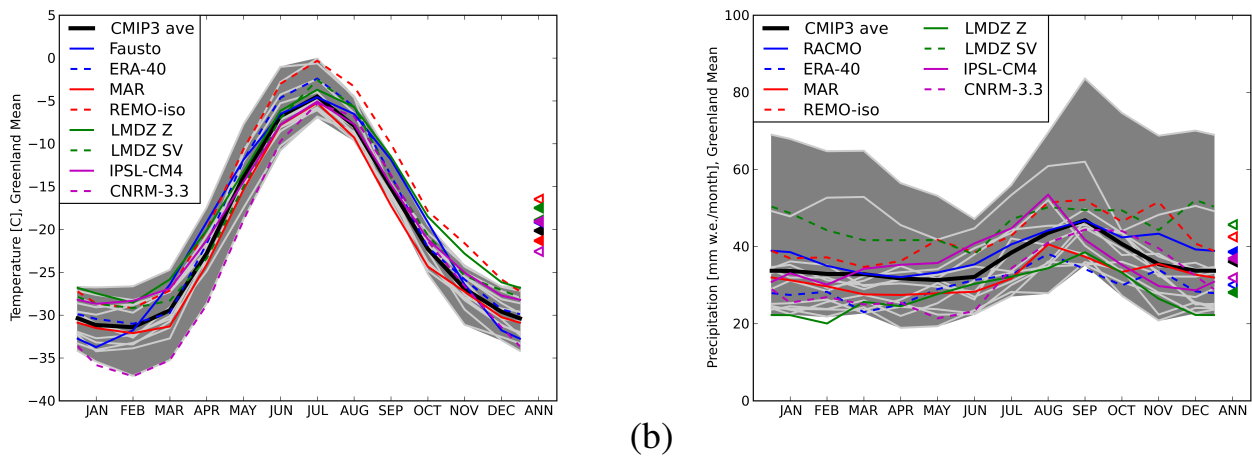 Temperature [C], Greenland Mean
5
0
−5
−10
−15
−20
−25
−30
−35
−40
CMIP3 ave
Fausto
ERA-40
MAR
REMO-iso
LMDZ Z
LMDZ SV
IPSL-CM4
CNRM-3.3
JAN FEB MAR APR MAY JUN JUL AUG SEP OCT NOV DEC ANN
(b)
Precipitation [mm w.e./month], Greenland Mean
100
80
60
40
20
0
CMIP3 ave
RACMO
ERA-40
MAR
REMO-iso
LMDZ Z
LMDZ SV
IPSL-CM4
CNRM-3.3
JAN FEB MAR APR MAY JUN JUL AUG SEP OCT NOV DEC ANN